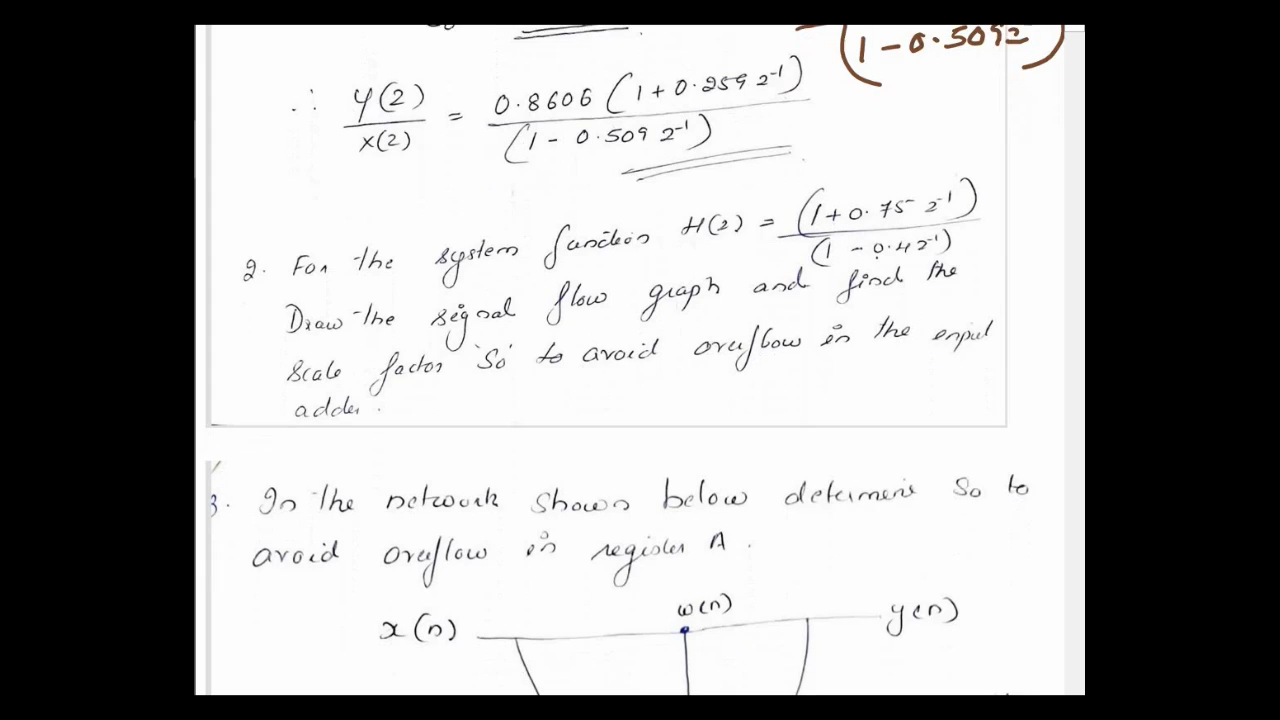 (1 - 0.509z)
∴ Y(z)/X(z) = 0.8606 (1 + 0.259 z^-1) / (1 - 0.509 z^-1)
2. For the system function H(z) = (1 + 0.75 z^-1) / (1 - 0.4 z^-1)
Draw the signal flow graph and find the
scale factor 'So' to avoid overflow in the input
adder.
3. In the network shown below determine So to
avoid overflow in register A.
x(n) w(n) y(n)